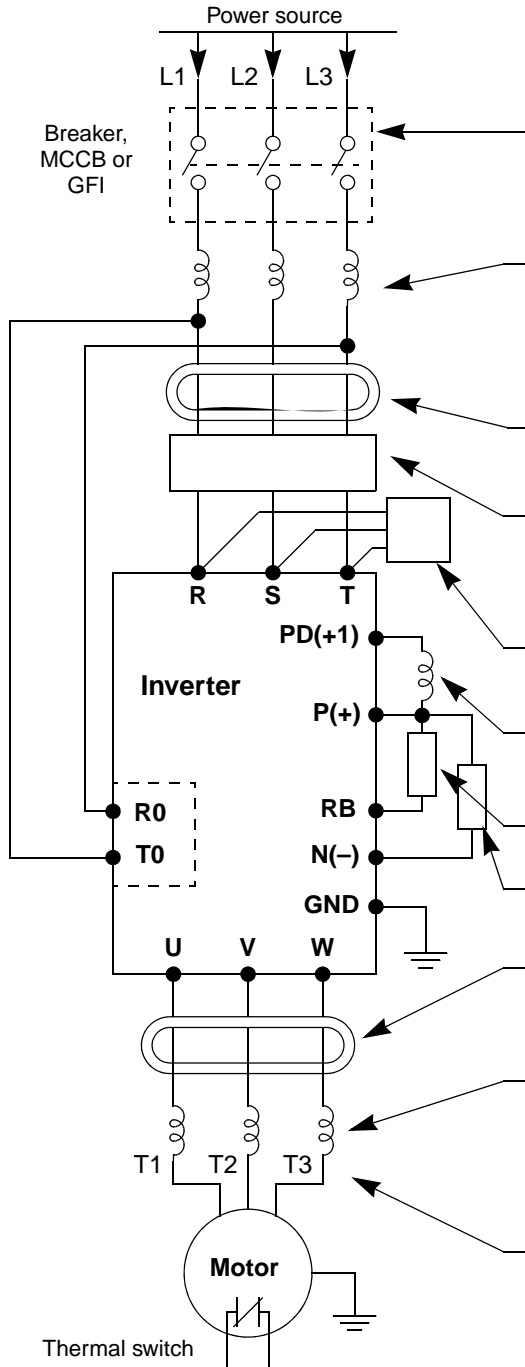 Power source
L1 L2 L3
Breaker,
MCCB or
GFI
R S T
PD(+1)
Inverter
P(+)
R0
RB
T0
N(–)
GND
U V W
T1 T2 T3
Motor
Thermal switch